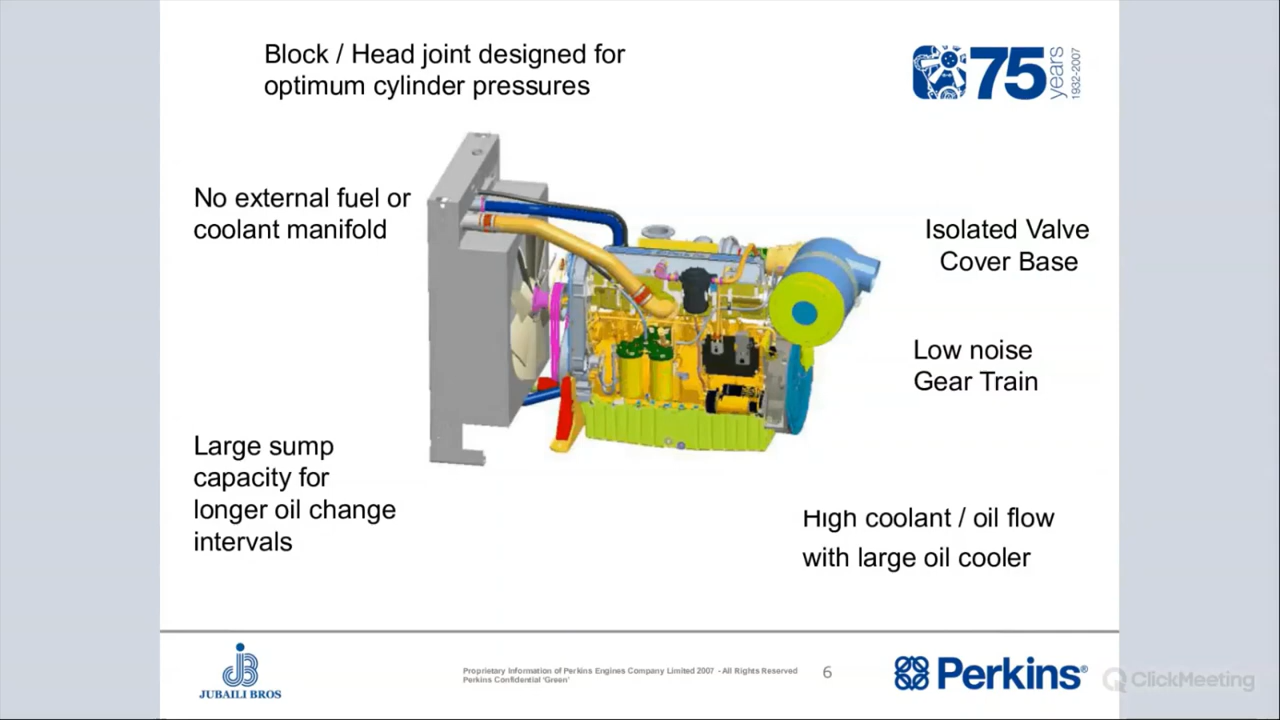 Block / Head joint designed for
optimum cylinder pressures
75
years
1932-2007
No external fuel or
coolant manifold
Isolated Valve
Cover Base
Low noise
Gear Train
Large sump
capacity for
longer oil change
intervals
High coolant / oil flow
with large oil cooler
JUBAILI BROS
Proprietary Information of Perkins Engines Company Limited 2007 - All Rights Reserved
Perkins Confidential 'Green'
6
Perkins®
ClickMeeting